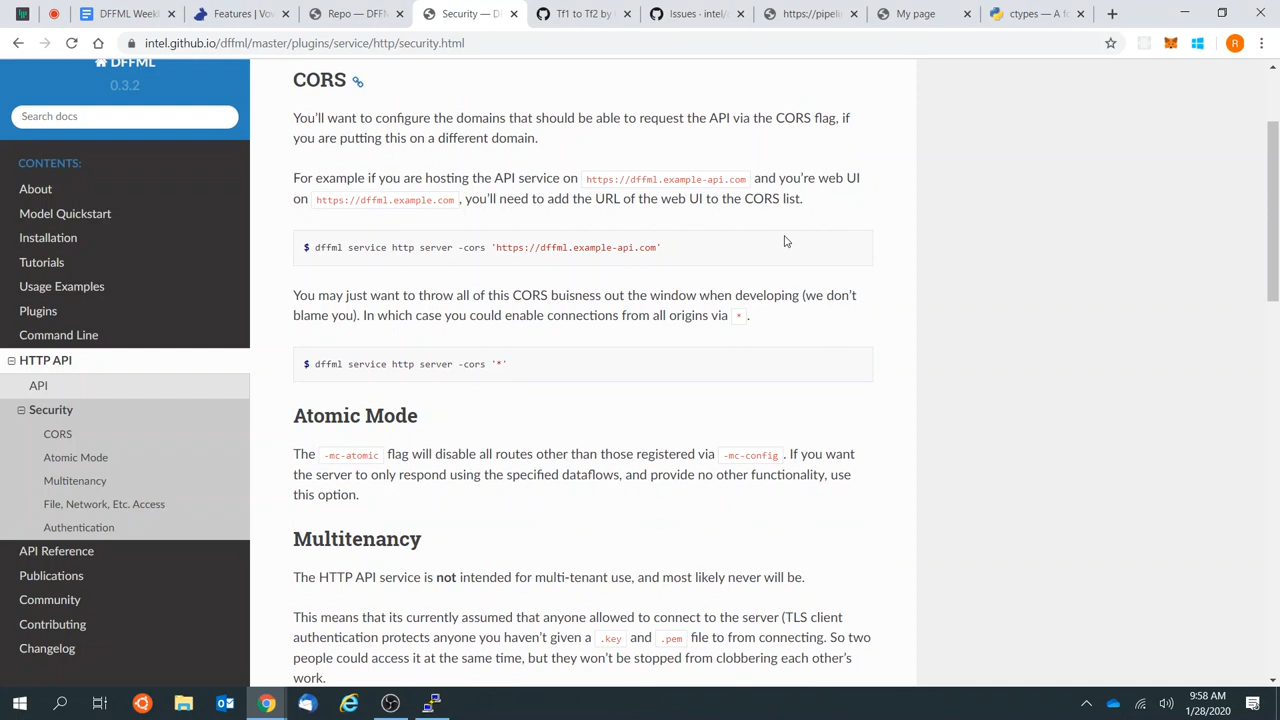 DFFML Weekl
Features | Vow
Repo — DFFM
Security — D
Tf1 to Tf2 by
Issues · intel/
https://pipelin
My page
ctypes — A fo
intel.github.io/dffml/master/plugins/service/http/security.html
R
DFFML
0.3.2
Search docs
CONTENTS:
About
Model Quickstart
Installation
Tutorials
Usage Examples
Plugins
Command Line
HTTP API
API
Security
CORS
Atomic Mode
Multitenancy
File, Network, Etc. Access
Authentication
API Reference
Publications
Community
Contributing
Changelog
CORS
You'll want to configure the domains that should be able to request the API via the CORS flag, if
you are putting this on a different domain.
For example if you are hosting the API service on https://dffml.example-api.com and you're web UI
on https://dffml.example.com , you'll need to add the URL of the web UI to the CORS list.
$ dffml service http server -cors 'https://dffml.example-api.com'
You may just want to throw all of this CORS buisness out the window when developing (we don't
blame you). In which case you could enable connections from all origins via * .
$ dffml service http server -cors '*'
Atomic Mode
The -mc-atomic flag will disable all routes other than those registered via -mc-config . If you want
the server to only respond using the specified dataflows, and provide no other functionality, use
this option.
Multitenancy
The HTTP API service is not intended for multi-tenant use, and most likely never will be.
This means that its currently assumed that anyone allowed to connect to the server (TLS client
authentication protects anyone you haven't given a .key and .pem file to from connecting. So two
people could access it at the same time, but they won't be stopped from clobbering each other's
work.
9:58 AM
1/28/2020